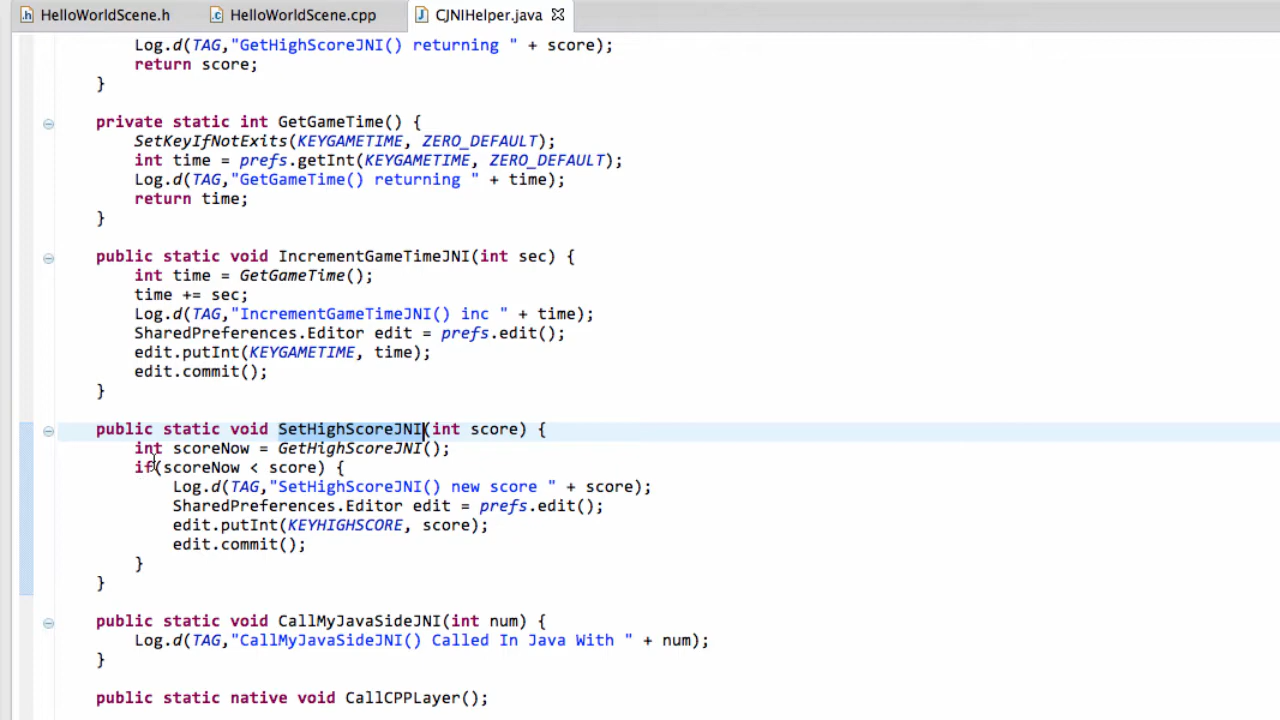 HelloWorldScene.h HelloWorldScene.cpp CJNIHelper.java
Log.d(TAG,"GetHighScoreJNI() returning " + score);
return score;
}
private static int GetGameTime() {
SetKeyIfNotExits(KEYGAMETIME, ZERO_DEFAULT);
int time = prefs.getInt(KEYGAMETIME, ZERO_DEFAULT);
Log.d(TAG,"GetGameTime() returning " + time);
return time;
}
public static void IncrementGameTimeJNI(int sec) {
int time = GetGameTime();
time += sec;
Log.d(TAG,"IncrementGameTimeJNI() inc " + time);
SharedPreferences.Editor edit = prefs.edit();
edit.putInt(KEYGAMETIME, time);
edit.commit();
}
public static void SetHighScoreJNI(int score) {
int scoreNow = GetHighScoreJNI();
if(scoreNow < score) {
Log.d(TAG,"SetHighScoreJNI() new score " + score);
SharedPreferences.Editor edit = prefs.edit();
edit.putInt(KEYHIGHSCORE, score);
edit.commit();
}
}
public static void CallMyJavaSideJNI(int num) {
Log.d(TAG,"CallMyJavaSideJNI() Called In Java With " + num);
}
public static native void CallCPPLayer();